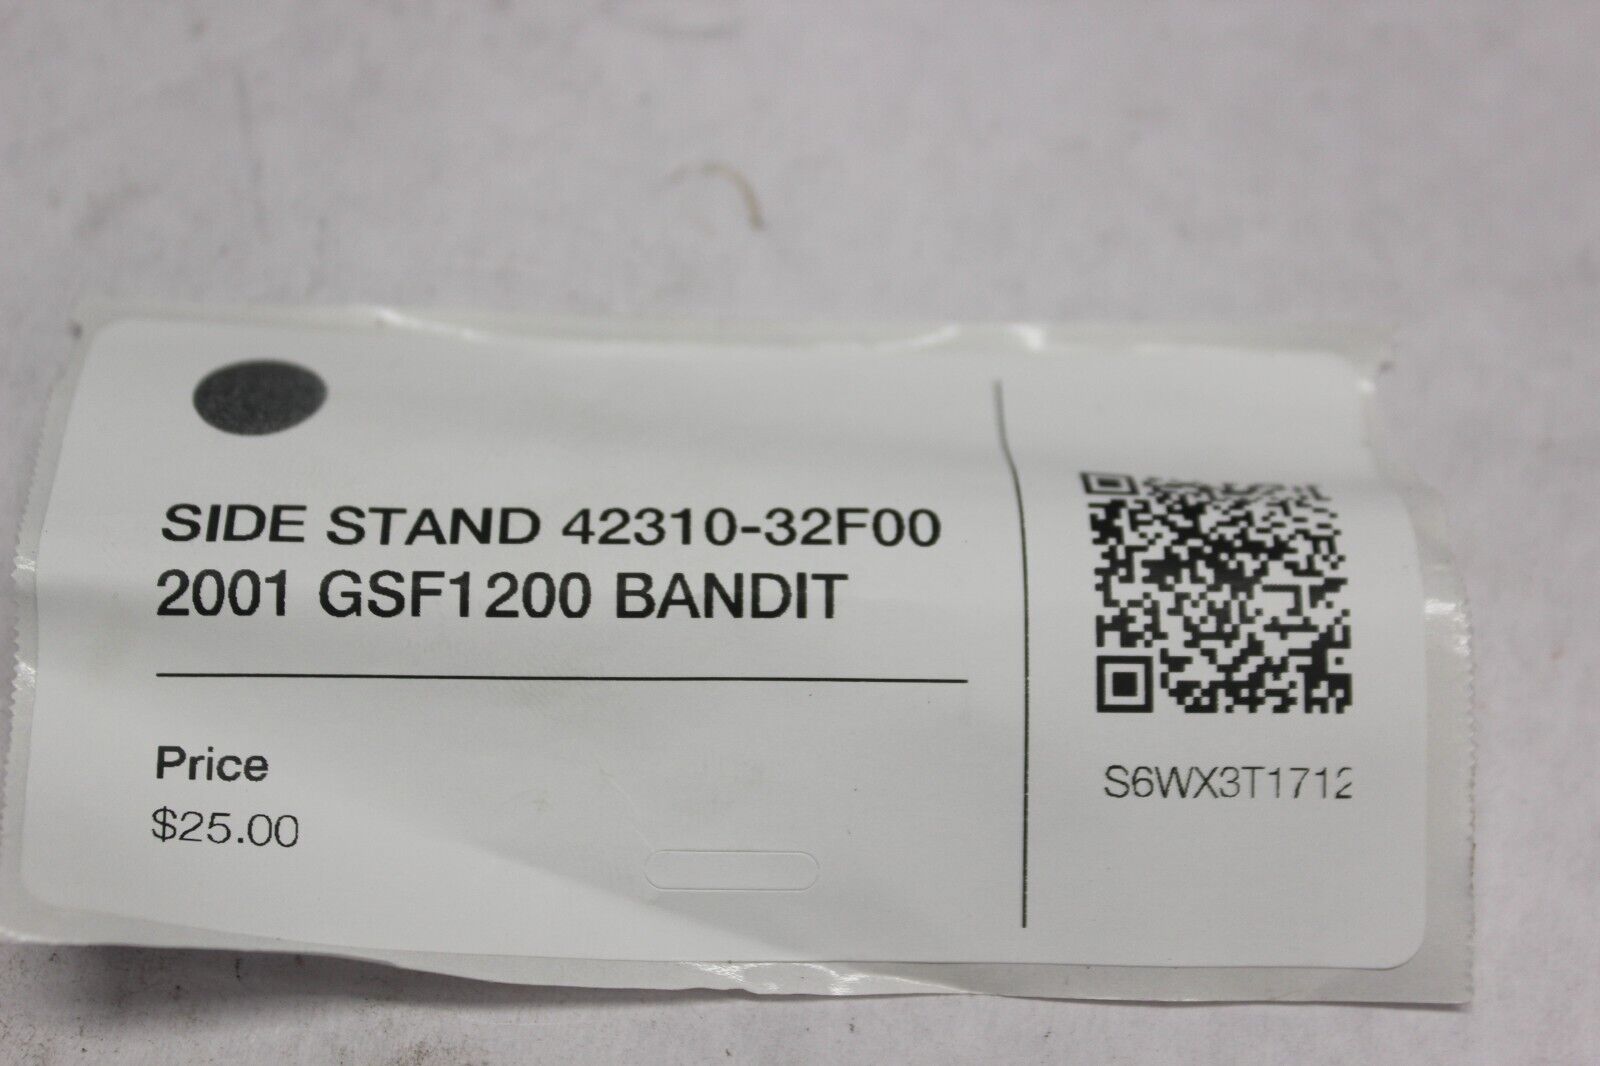 SIDE STAND 42310-32F00
2001 GSF1200 BANDIT
Price
$25.00
S6WX3T1712